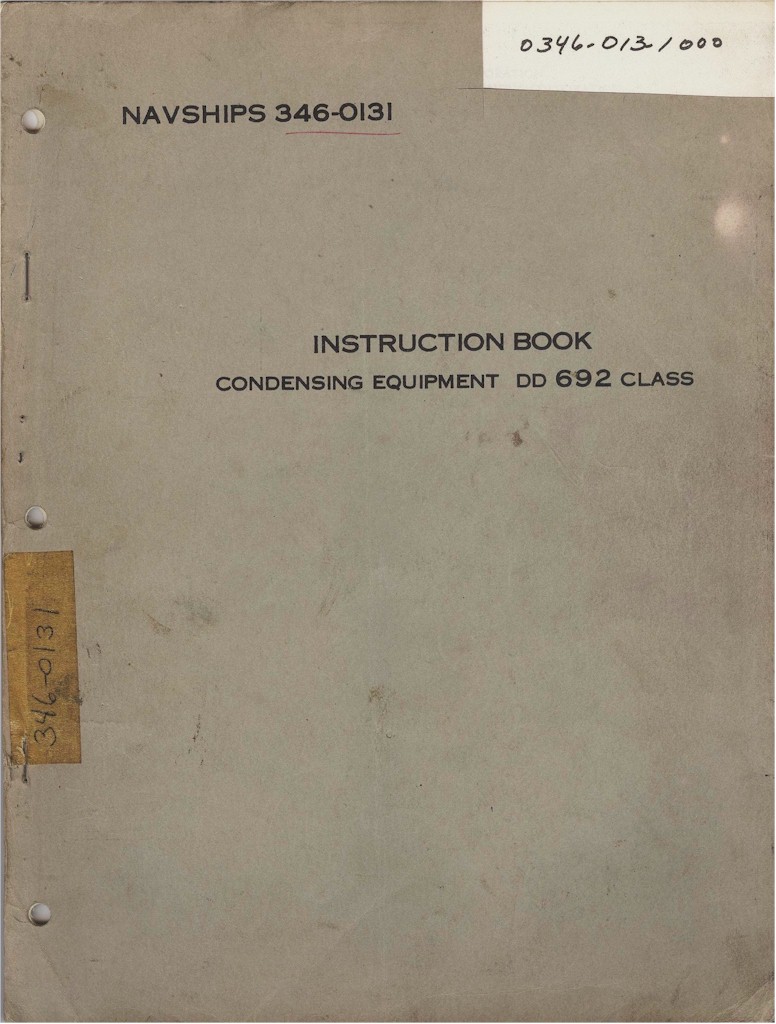 0346-013-1000
NAVSHIPS 346-0131
INSTRUCTION BOOK
CONDENSING EQUIPMENT DD 692 CLASS
346-0131